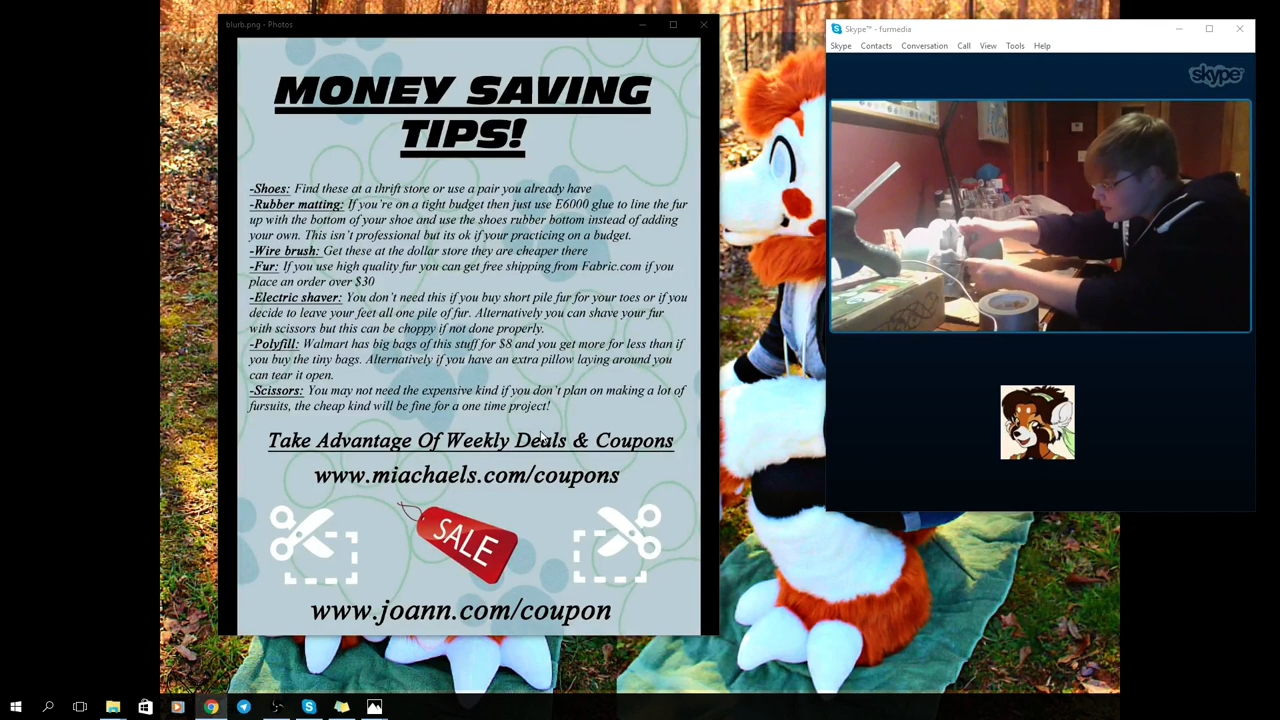 blurb.png - Photos
MONEY SAVING
TIPS!
-Shoes: Find these at a thrift store or use a pair you already have
-Rubber matting: If you're on a tight budget then just use E6000 glue to line the fur
up with the bottom of your shoe and use the shoes rubber bottom instead of adding
your own. This isn't professional but its ok if your practicing on a budget.
-Wire brush: Get these at the dollar store they are cheaper there
-Fur: If you use high quality fur you can get free shipping from Fabric.com if you
place an order over $30
-Electric shaver: You don't need this if you buy short pile fur for your toes or if you
decide to leave your feet all one pile of fur. Alternatively you can shave your fur
with scissors but this can be choppy if not done properly.
-Polyfill: Walmart has big bags of this stuff for $8 and you get more for less than if
you buy the tiny bags. Alternatively if you have an extra pillow laying around you
can tear it open.
-Scissors: You may not need the expensive kind if you don't plan on making a lot of
fursuits, the cheap kind will be fine for a one time project!
Take Advantage Of Weekly Deals & Coupons
www.miachaels.com/coupons
SALE
www.joann.com/coupon
Skype™ - furmedia
Skype Contacts Conversation Call View Tools Help
skype